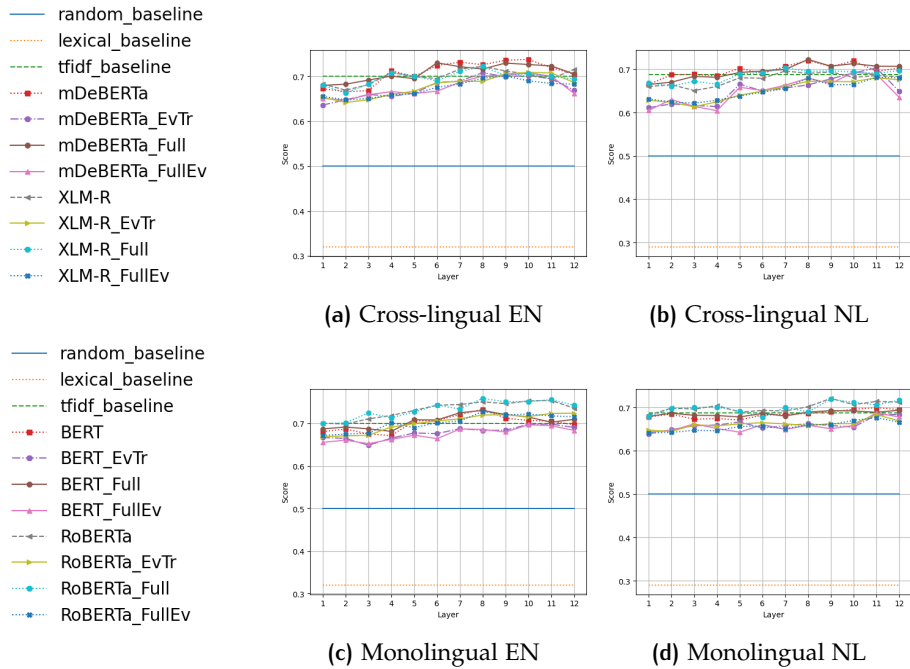 random_baseline
lexical_baseline
tfidf_baseline
mDeBERTa
mDeBERTa_EvTr
mDeBERTa_Full
mDeBERTa_FullEv
XLM-R
XLM-R_EvTr
XLM-R_Full
XLM-R_FullEv
0.7
0.6
0.5
0.4
0.3
Score
1 2 3 4 5 6 7 8 9 10 11 12
Layer
(a) Cross-lingual EN
0.7
0.6
0.5
0.4
0.3
Score
1 2 3 4 5 6 7 8 9 10 11 12
Layer
(b) Cross-lingual NL
random_baseline
lexical_baseline
tfidf_baseline
BERT
BERT_EvTr
BERT_Full
BERT_FullEv
RoBERTa
RoBERTa_EvTr
RoBERTa_Full
RoBERTa_FullEv
0.7
0.6
0.5
0.4
0.3
Score
1 2 3 4 5 6 7 8 9 10 11 12
Layer
(c) Monolingual EN
0.7
0.6
0.5
0.4
0.3
Score
1 2 3 4 5 6 7 8 9 10 11 12
Layer
(d) Monolingual NL